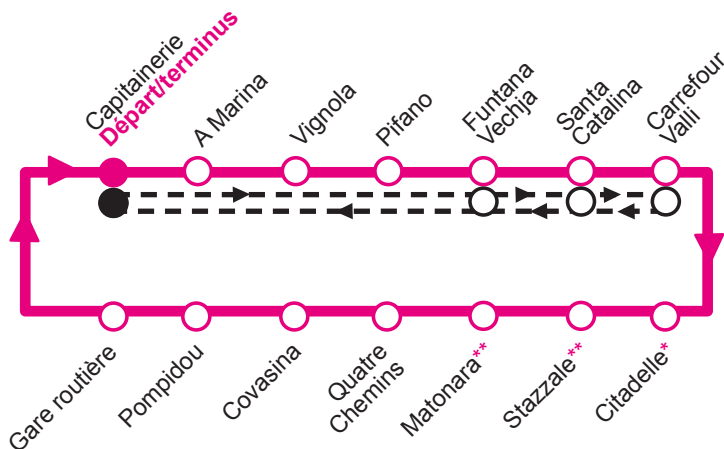 Capitainerie
Départ/terminus
A Marina
Vignola
Pifano
Funtana
Vechja
Santa
Catalina
Carrefour
Valli
Gare routière
Pompidou
Covasina
Quatre
Chemins
Matonara**
Stazzale**
Citadelle*